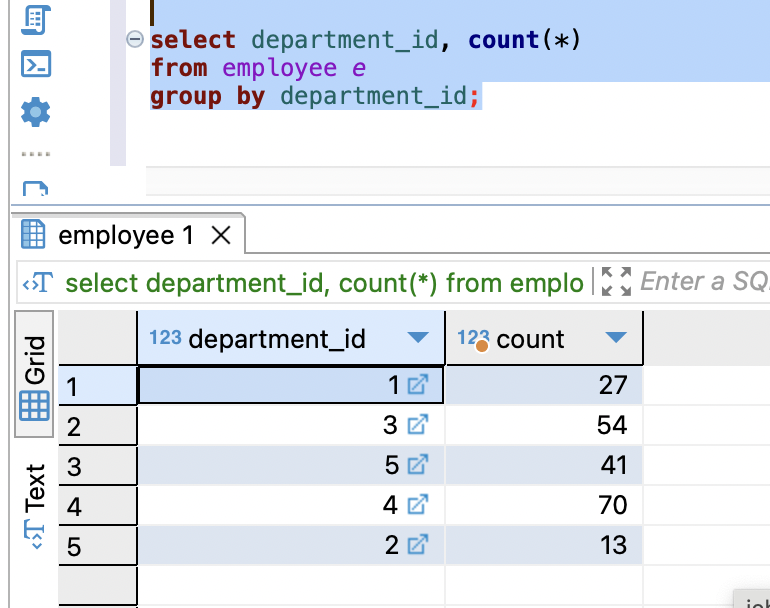 select department_id, count(*)
from employee e
group by department_id;
employee 1
select department_id, count(*) from emplo
Enter a SQ
Grid
Text
123 department_id
123 count
1 1 27
2 3 54
3 5 41
4 4 70
5 2 13